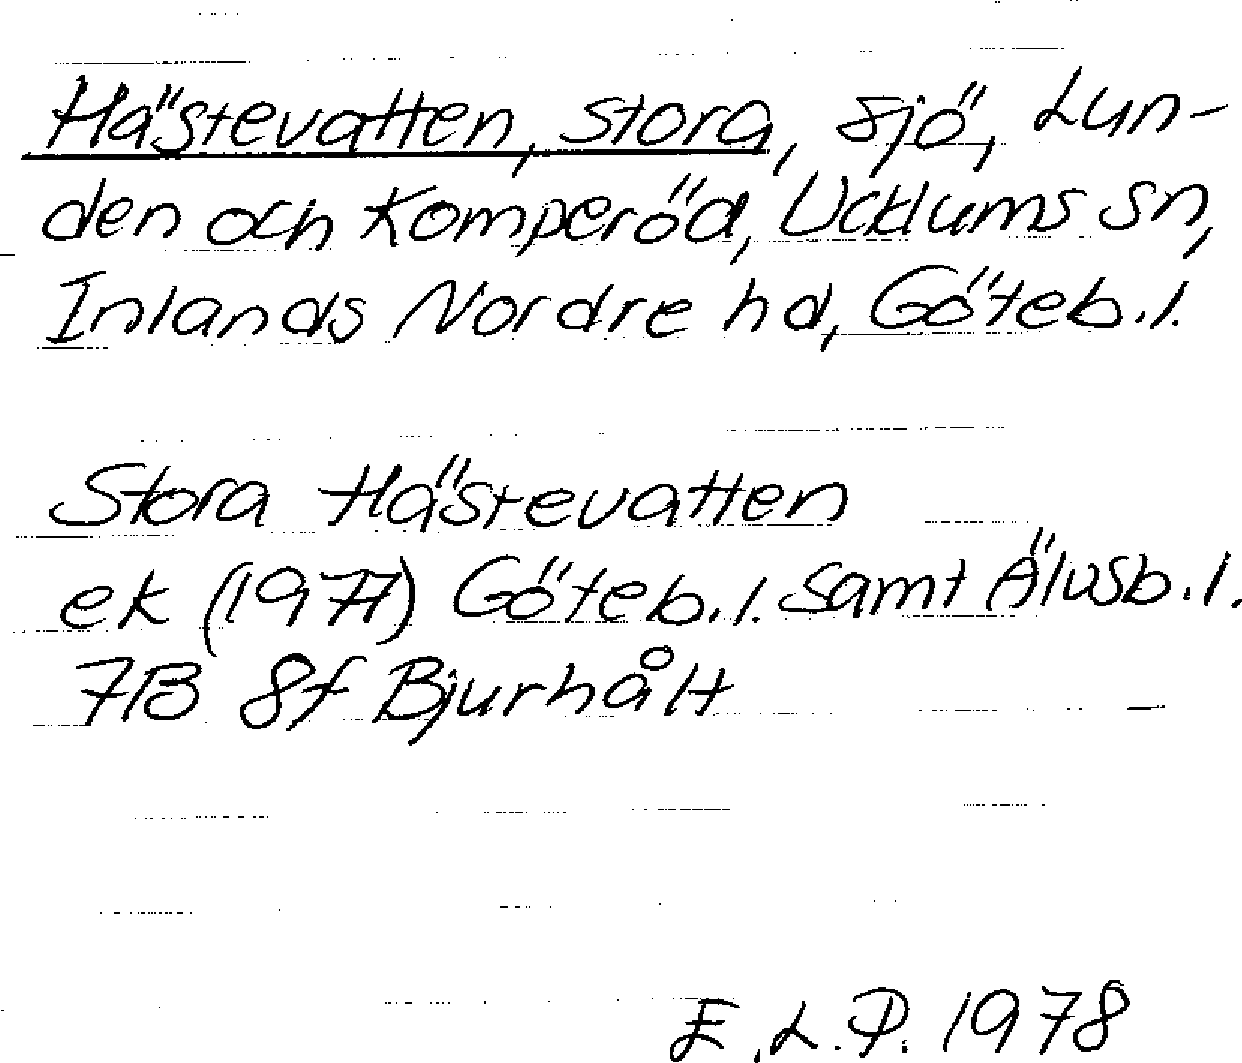 Hästevatten, stora, sjö, Lun-
den och Komperöd, Ucklums sn,
Inlands Nordre hd, Göteb.l.
Stora Hästevatten
ek (1977) Göteb.l. samt Älvsb.l.
7B 8f Bjurhålt
E.L.P. 1978